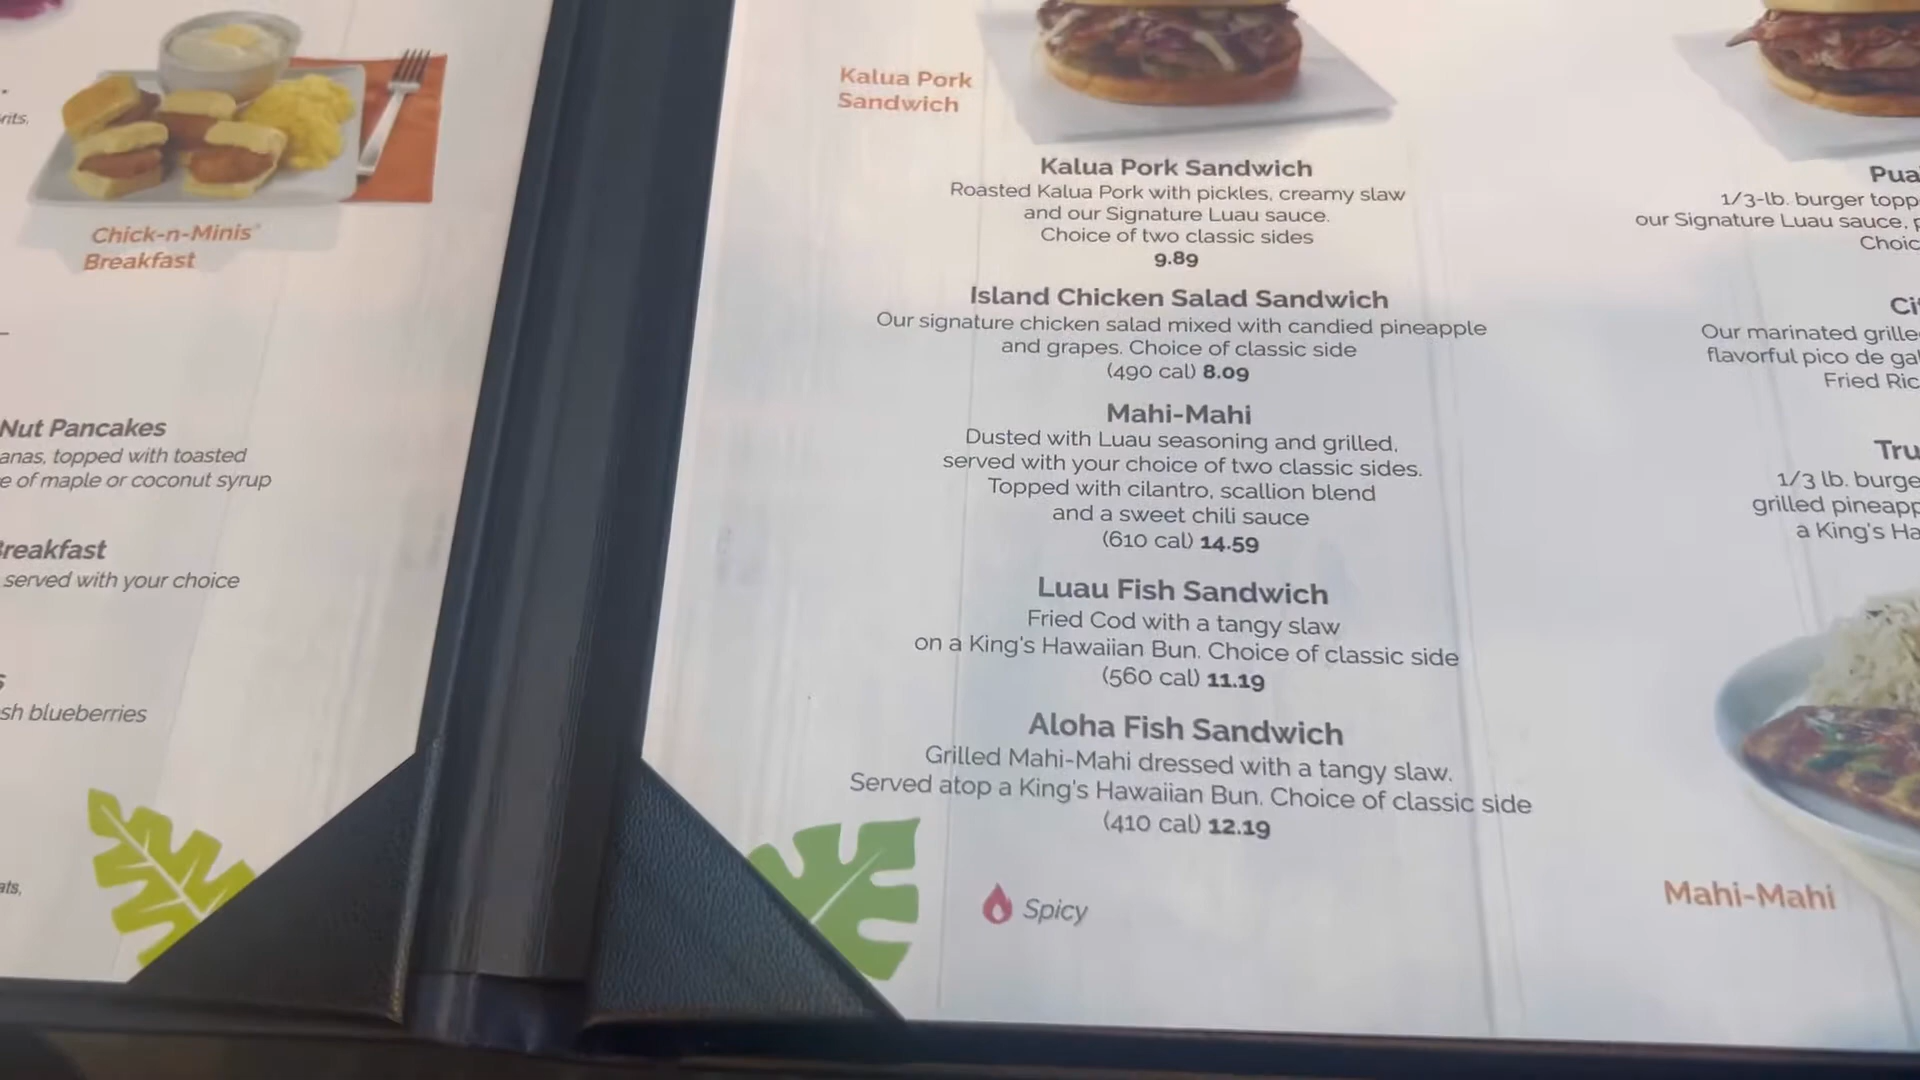 rits.
Chick-n-Minis
Breakfast
Nut Pancakes
anas, topped with toasted
e of maple or coconut syrup
Breakfast
served with your choice
s
sh blueberries
ats,
Kalua Pork
Sandwich
Kalua Pork Sandwich
Roasted Kalua Pork with pickles, creamy slaw
and our Signature Luau sauce.
Choice of two classic sides
9.89
Island Chicken Salad Sandwich
Our signature chicken salad mixed with candied pineapple
and grapes. Choice of classic side
(490 cal) 8.09
Mahi-Mahi
Dusted with Luau seasoning and grilled,
served with your choice of two classic sides.
Topped with cilantro, scallion blend
and a sweet chili sauce
(610 cal) 14.59
Luau Fish Sandwich
Fried Cod with a tangy slaw
on a King's Hawaiian Bun. Choice of classic side
(560 cal) 11.19
Aloha Fish Sandwich
Grilled Mahi-Mahi dressed with a tangy slaw.
Served atop a King's Hawaiian Bun. Choice of classic side
(410 cal) 12.19
Spicy
Pua
1/3-lb. burger topp
our Signature Luau sauce, p
Choic
Cit
Our marinated grille
flavorful pico de gal
Fried Ric
Tru
1/3 lb. burge
grilled pineapp
a King's Ha
Mahi-Mahi